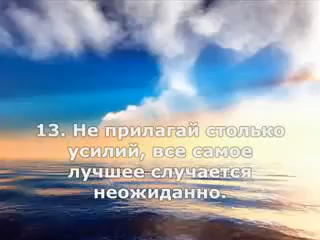 13. Не прилагай столько
усилий, все самое
лучшее случается
неожиданно.